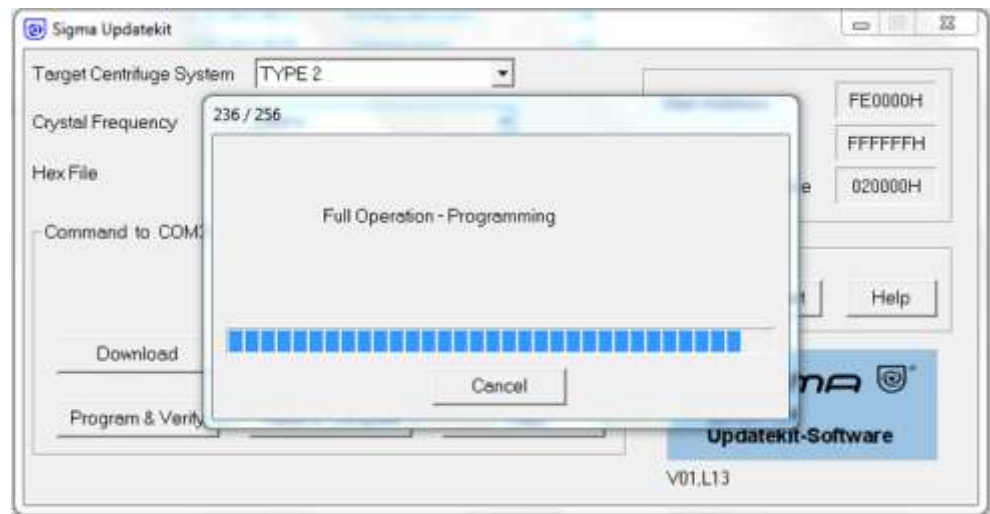 Sigma Updatekit
Target Centrifuge System TYPE 2
236 / 256
FE0000H
Crystal Frequency
FFFFFFH
Hex File
020000H
Full Operation - Programming
Command to COM
Help
Download
Cancel
Program & Verify
Updatekit-Software
V01,L13